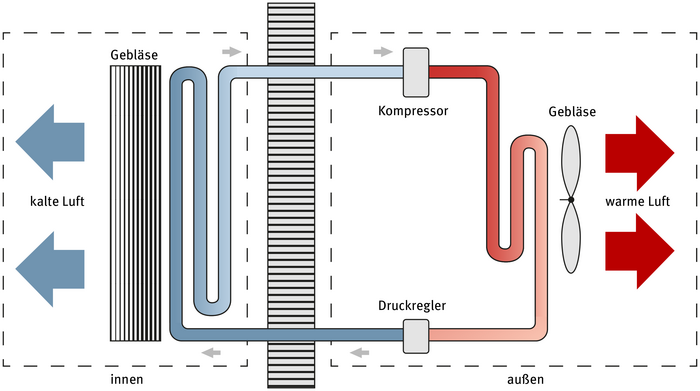 Gebläse
Kompressor
Gebläse
kalte Luft
warme Luft
Druckregler
innen
außen